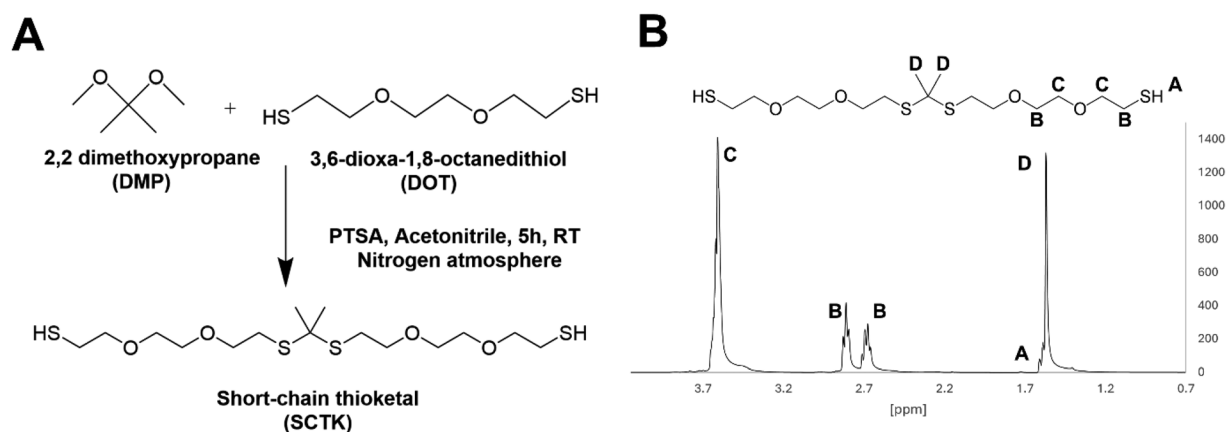 A
O O
HS O O SH
+
2,2 dimethoxypropane
(DMP)
3,6-dioxa-1,8-octanedithiol
(DOT)
PTSA, Acetonitrile, 5h, RT
Nitrogen atmosphere
HS O O S S O O SH
Short-chain thioketal
(SCTK)
B
D D C C
HS O O S S O O SH A
B B
C B B A D
1400
1200
1000
800
600
400
200
0
3.7 3.2 2.7 2.2 1.7 1.2 0.7
[ppm]